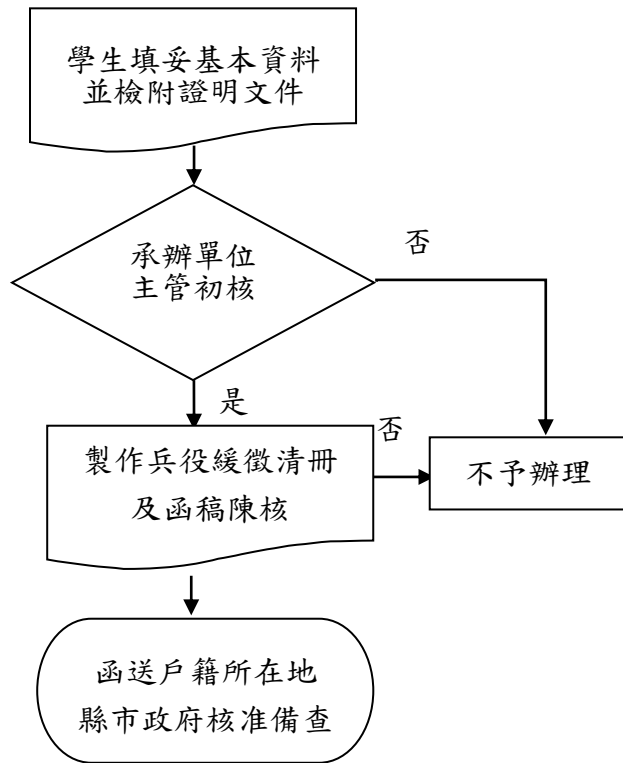 學生填妥基本資料
並檢附證明文件
承辦單位
主管初核
否
是
製作兵役緩徵清冊
及函稿陳核
否
不予辦理
函送戶籍所在地
縣市政府核准備查